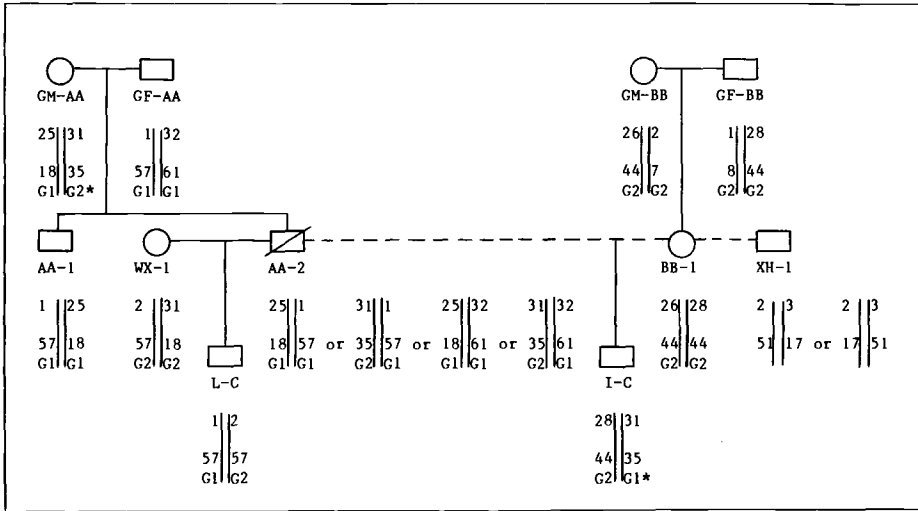 GM-AA GF-AA GM-BB GF-BB
25 31 1 32 26 2 1 28
18 35 57 61 44 7 8 44
G1 G2* G1 G1 G2 G2 G2 G2
AA-1 WX-1 AA-2 BB-1 XH-1
1 25 2 31 25 1 31 1 25 32 31 32 26 28 2 3 2 3
57 18 57 18 18 57 or 35 57 or 18 61 or 35 61 44 44 51 17 or 17 51
G1 G1 G2 G2 G1 G1 G2 G1 G1 G1 G2 G1 G2 G2
L-C I-C
1 2 28 31
57 57 44 35
G1 G2 G2 G1*